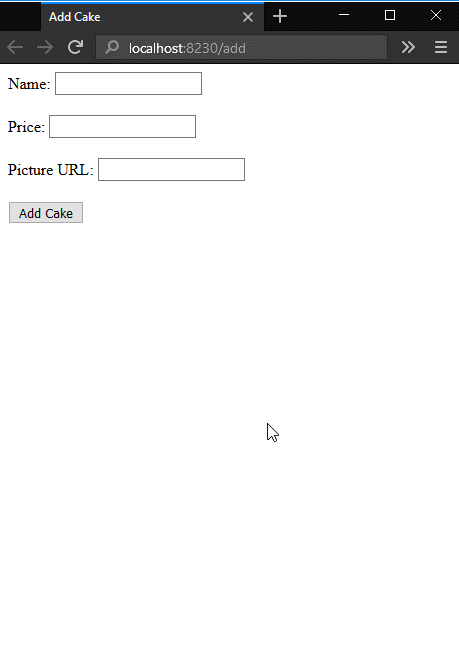 Add Cake
localhost:8230/add
Name:
Price:
Picture URL:
Add Cake